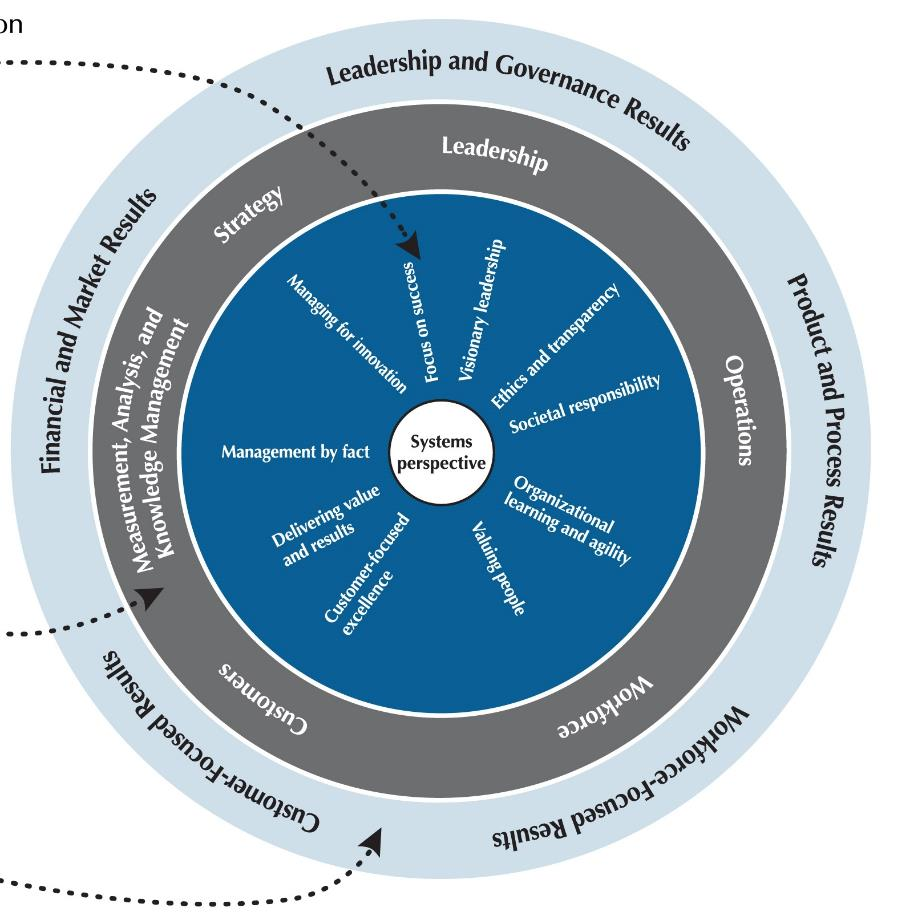 on
Leadership and Governance Results
Product and Process Results
Workforce-Focused Results
Customer-Focused Results
Financial and Market Results
Leadership
Operations
Workforce
Customers
Measurement, Analysis, and
Knowledge Management
Strategy
Focus on success
Visionary leadership
Ethics and transparency
Societal responsibility
Organizational
learning and agility
Valuing people
Customer-focused
excellence
Delivering value
and results
Management by fact
Managing for innovation
Systems
perspective